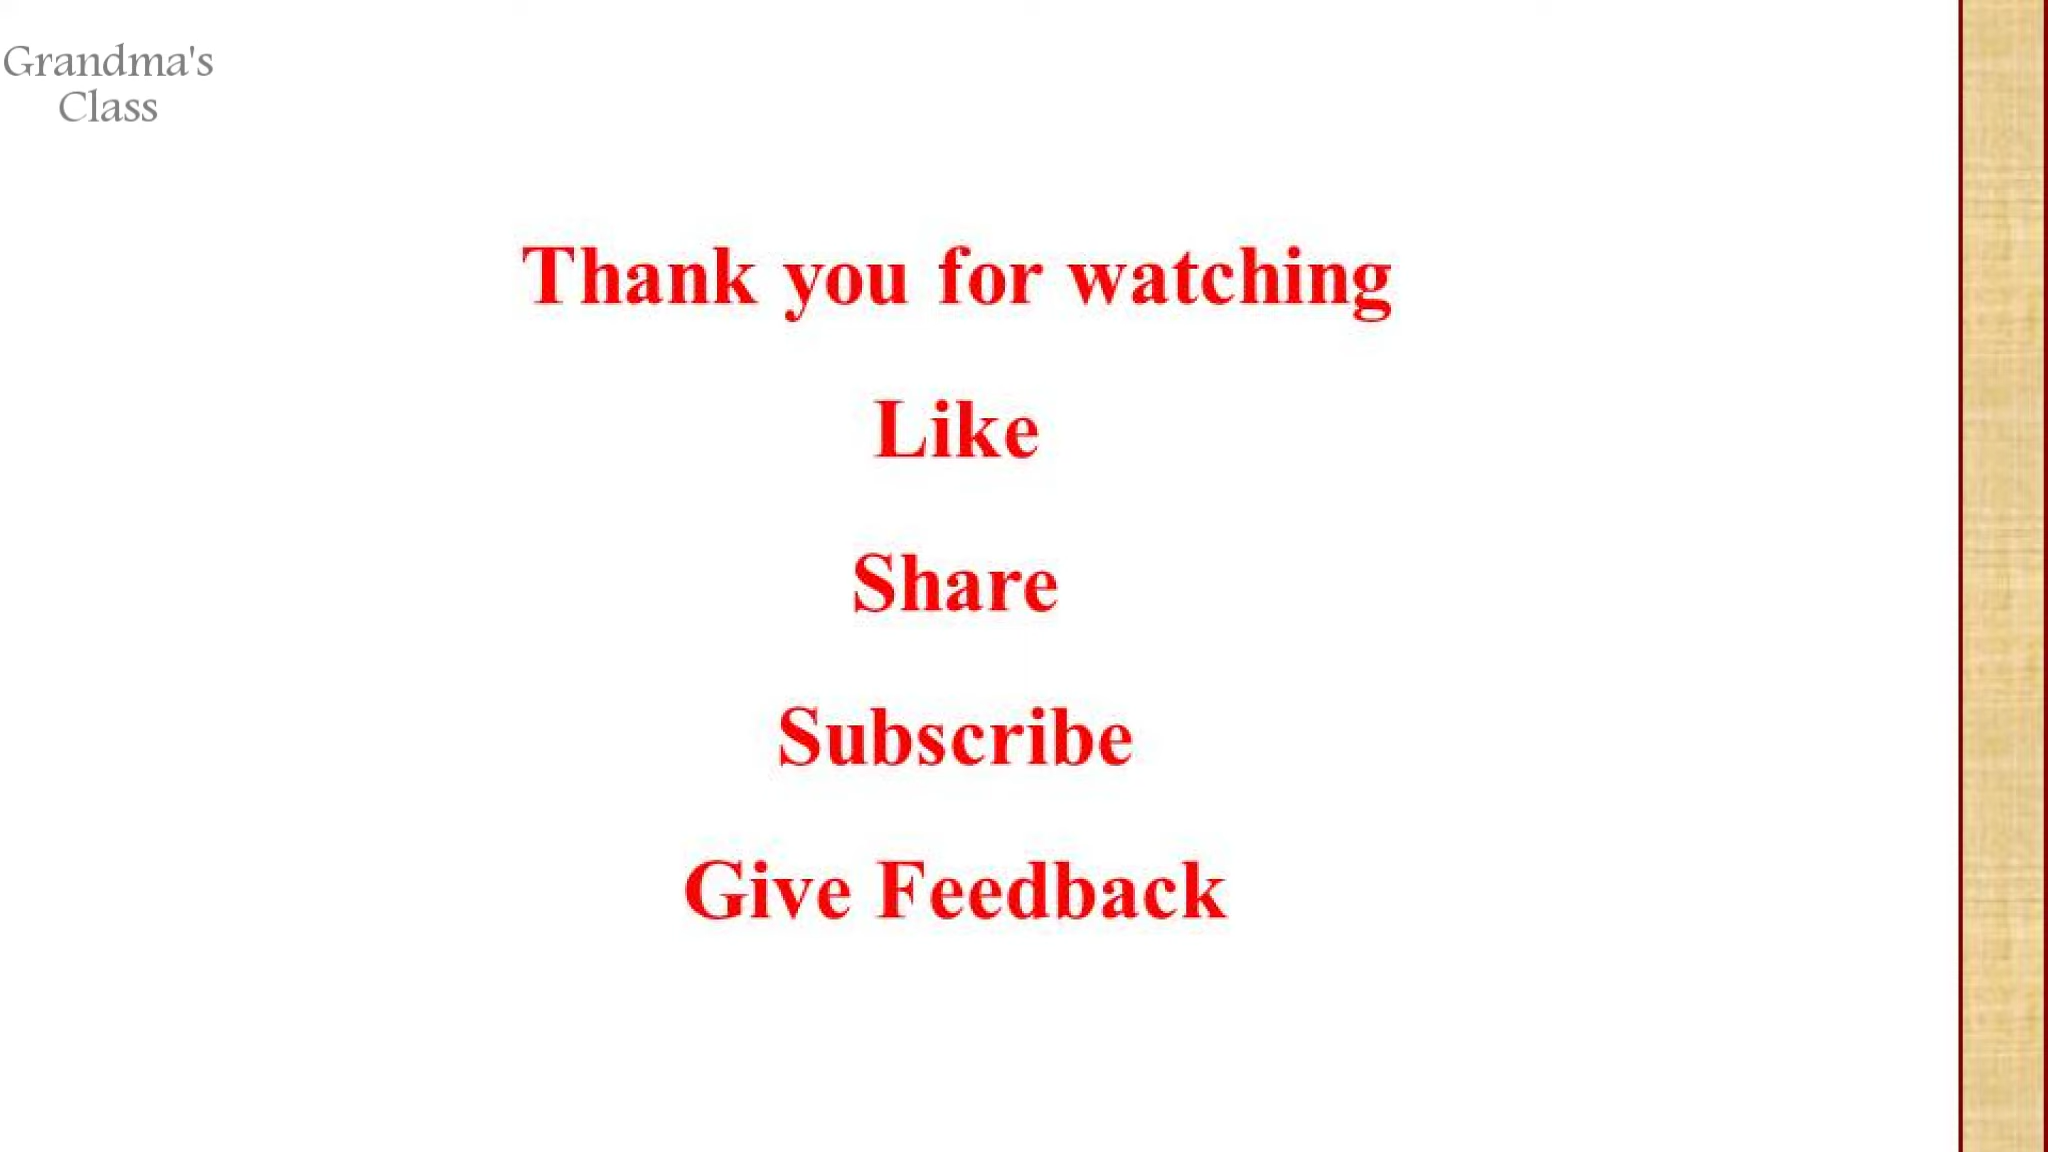 Grandma's
Class
Thank you for watching
Like
Share
Subscribe
Give Feedback